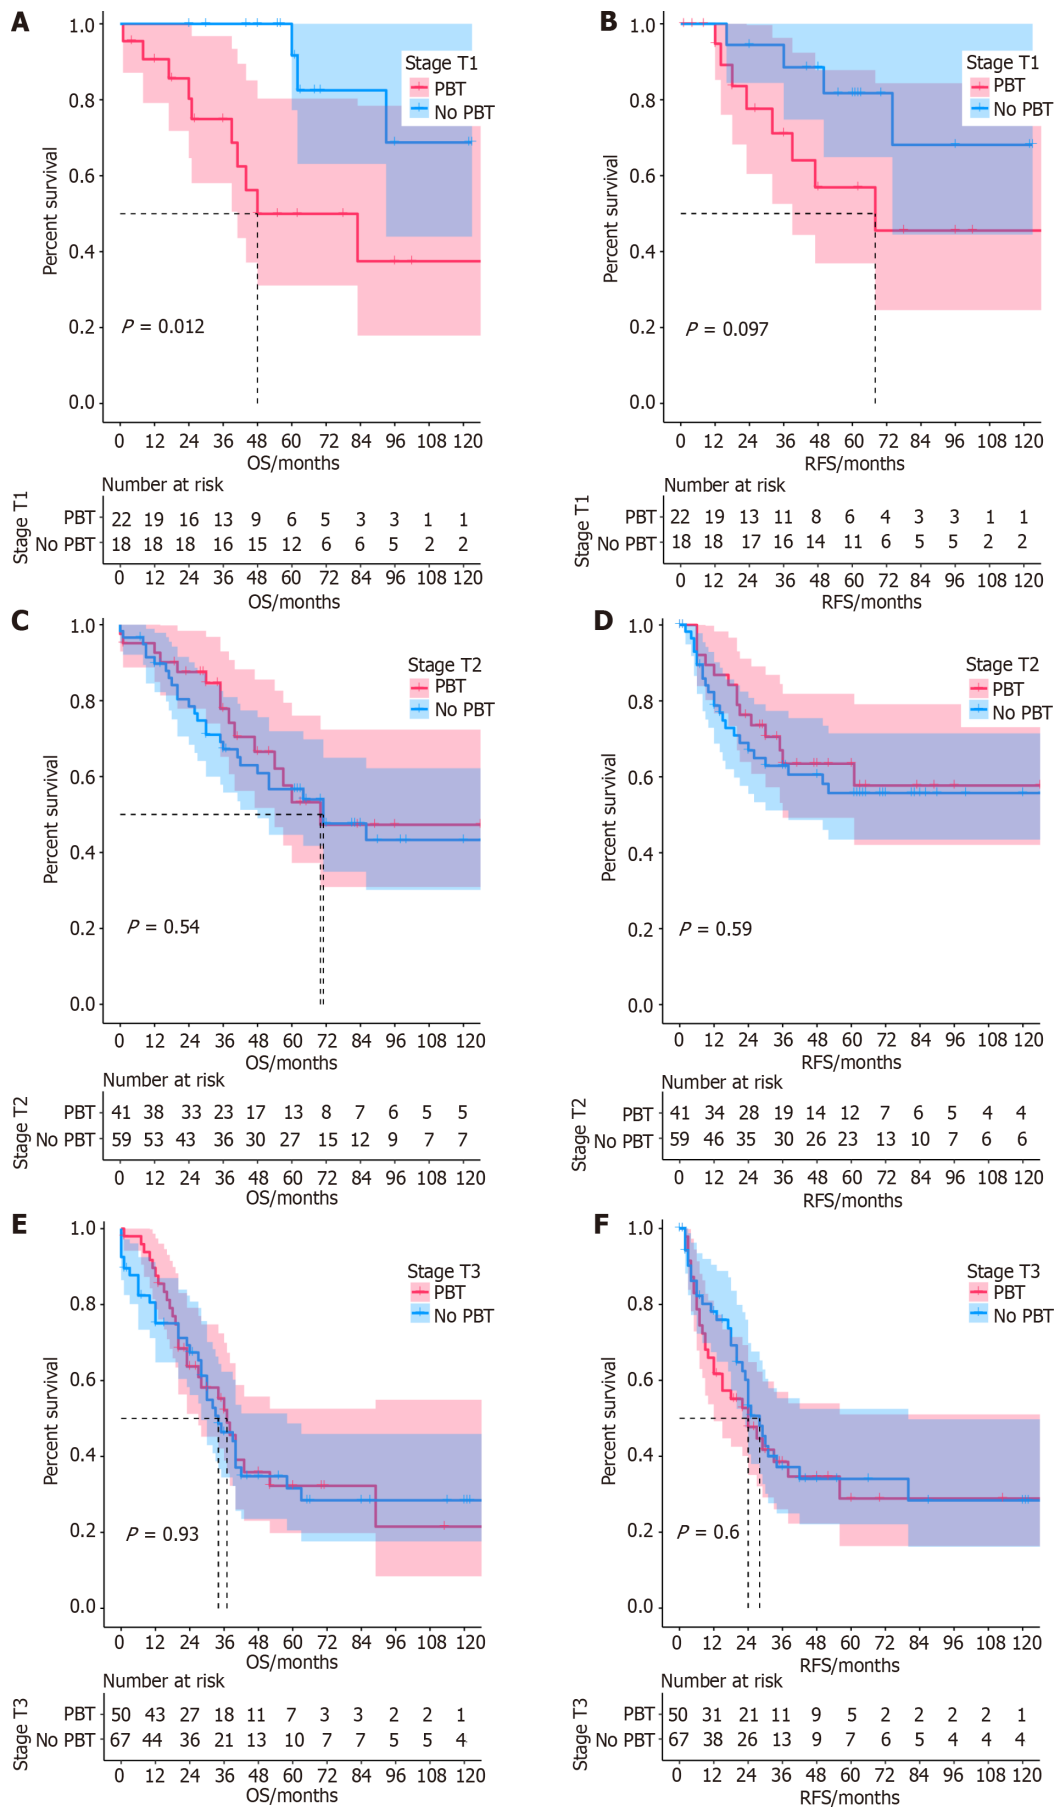 A
1.0
0.8
0.6
0.4
0.2
0.0
Percent survival
Stage T1
PBT
No PBT
P = 0.012
0 12 24 36 48 60 72 84 96 108 120
OS/months
Number at risk
Stage T1
PBT 22 19 16 13 9 6 5 3 3 1 1
No PBT 18 18 18 16 15 12 6 6 5 2 2
0 12 24 36 48 60 72 84 96 108 120
OS/months
B
1.0
0.8
0.6
0.4
0.2
0.0
Percent survival
Stage T1
PBT
No PBT
P = 0.097
0 12 24 36 48 60 72 84 96 108 120
RFS/months
Number at risk
Stage T1
PBT 22 19 13 11 8 6 4 3 3 1 1
No PBT 18 18 17 16 14 11 6 5 5 2 2
0 12 24 36 48 60 72 84 96 108 120
RFS/months
C
1.0
0.8
0.6
0.4
0.2
0.0
Percent survival
Stage T2
PBT
No PBT
P = 0.54
0 12 24 36 48 60 72 84 96 108 120
OS/months
Number at risk
Stage T2
PBT 41 38 33 23 17 13 8 7 6 5 5
No PBT 59 53 43 36 30 27 15 12 9 7 7
0 12 24 36 48 60 72 84 96 108 120
OS/months
D
1.0
0.8
0.6
0.4
0.2
0.0
Percent survival
Stage T2
PBT
No PBT
P = 0.59
0 12 24 36 48 60 72 84 96 108 120
RFS/months
Number at risk
Stage T2
PBT 41 34 28 19 14 12 7 6 5 4 4
No PBT 59 46 35 30 26 23 13 10 7 6 6
0 12 24 36 48 60 72 84 96 108 120
RFS/months
E
1.0
0.8
0.6
0.4
0.2
0.0
Percent survival
Stage T3
PBT
No PBT
P = 0.93
0 12 24 36 48 60 72 84 96 108 120
OS/months
Number at risk
Stage T3
PBT 50 43 27 18 11 7 3 3 2 2 1
No PBT 67 44 36 21 13 10 7 7 5 5 4
0 12 24 36 48 60 72 84 96 108 120
OS/months
F
1.0
0.8
0.6
0.4
0.2
0.0
Percent survival
Stage T3
PBT
No PBT
P = 0.6
0 12 24 36 48 60 72 84 96 108 120
RFS/months
Number at risk
Stage T3
PBT 50 31 21 11 9 5 2 2 2 2 1
No PBT 67 38 26 13 9 7 6 5 4 4 4
0 12 24 36 48 60 72 84 96 108 120
RFS/months